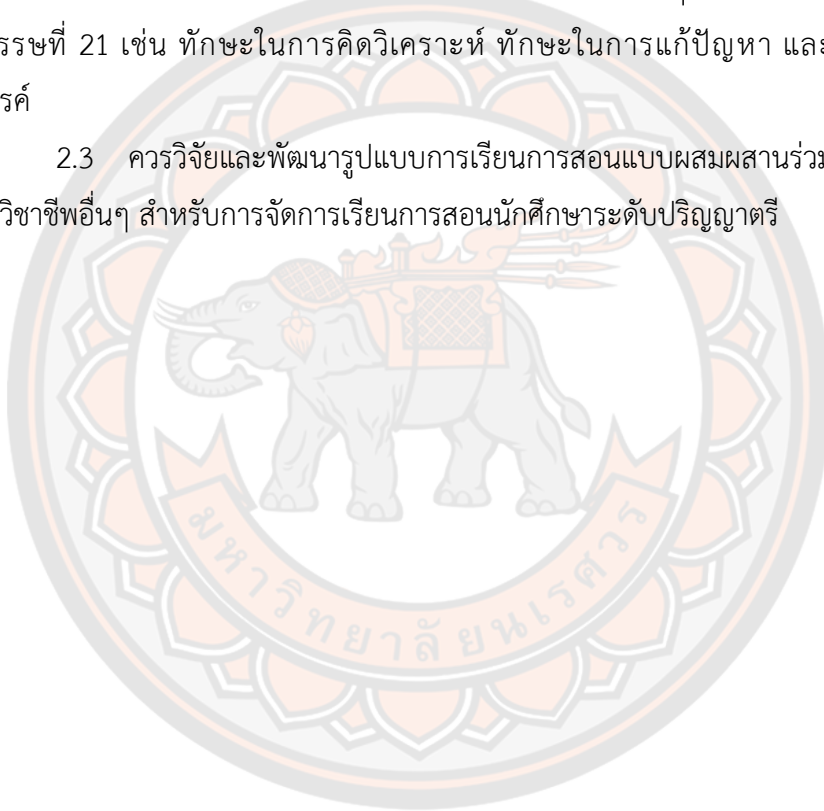 รรษที่ 21 เช่น ทักษะในการคิดวิเคราะห์ ทักษะในการแก้ปัญหา และ
รค์
2.3 ควรวิจัยและพัฒนารูปแบบการเรียนการสอนแบบผสมผสานร่วม
วิชาชีพอื่นๆ สำหรับการจัดการเรียนการสอนนักศึกษาระดับปริญญาตรี
มหาวิทยาลัยนเรศวร